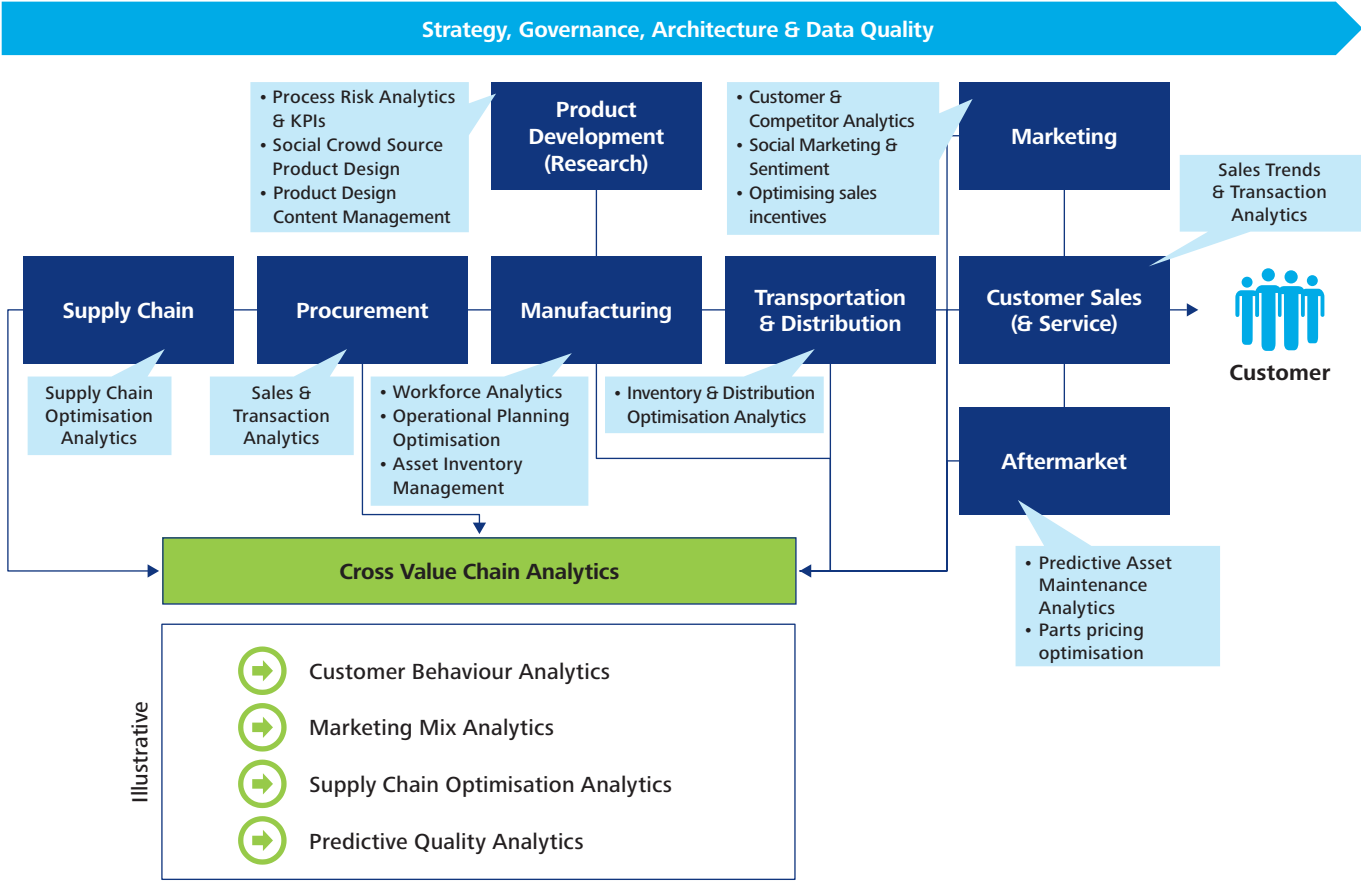 Strategy, Governance, Architecture & Data Quality
• Process Risk Analytics
& KPIs
• Social Crowd Source
Product Design
• Product Design
Content Management
Product
Development
(Research)
• Customer &
Competitor Analytics
• Social Marketing &
Sentiment
• Optimising sales
incentives
Marketing
Sales Trends
& Transaction
Analytics
Supply Chain
Procurement
Manufacturing
Transportation
& Distribution
Customer Sales
(& Service)
Customer
Supply Chain
Optimisation
Analytics
Sales &
Transaction
Analytics
• Workforce Analytics
• Operational Planning
Optimisation
• Asset Inventory
Management
• Inventory & Distribution
Optimisation Analytics
Aftermarket
• Predictive Asset
Maintenance
Analytics
• Parts pricing
optimisation
Cross Value Chain Analytics
Illustrative
Customer Behaviour Analytics
Marketing Mix Analytics
Supply Chain Optimisation Analytics
Predictive Quality Analytics